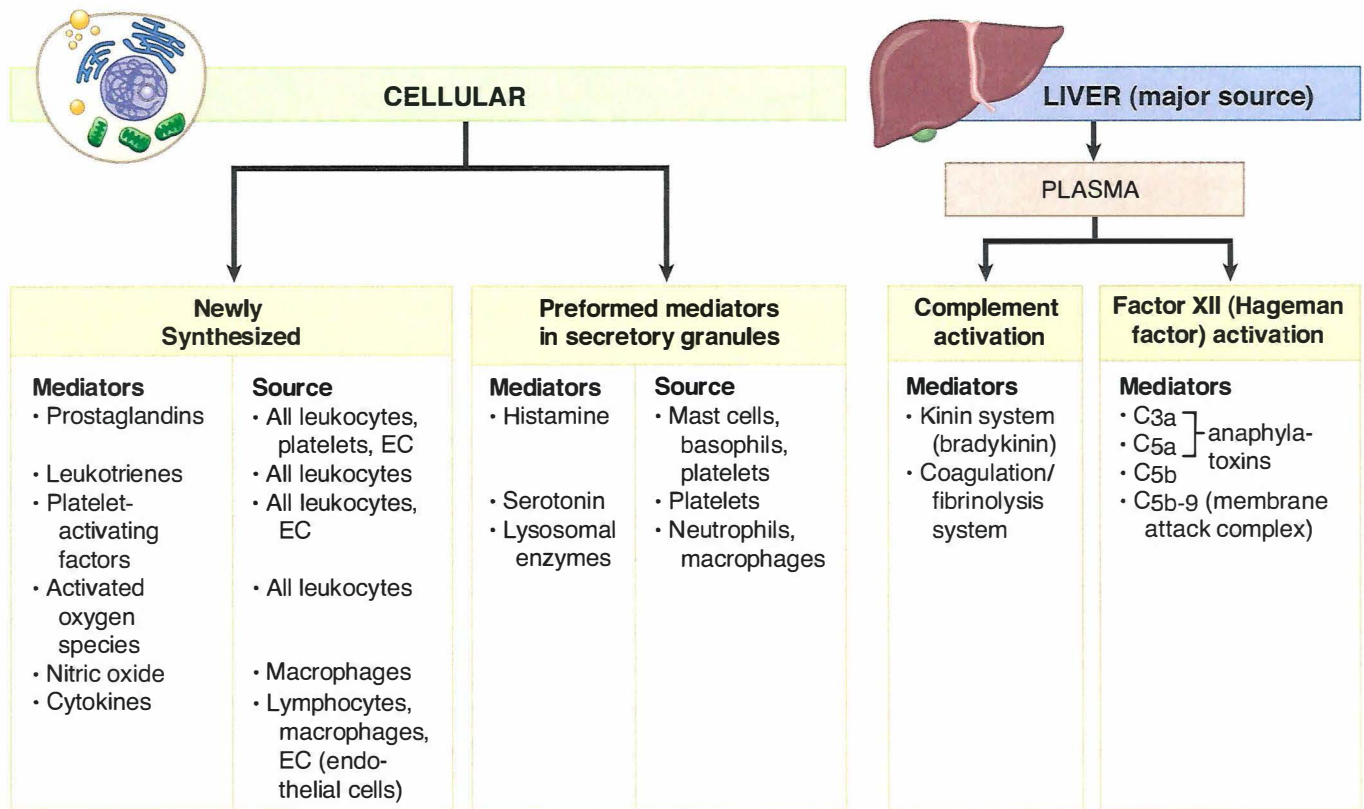 CELLULAR
LIVER (major source)
PLASMA
Newly
Synthesized
Mediators
• Prostaglandins
• Leukotrienes
• Platelet-
activating
factors
• Activated
oxygen
species
• Nitric oxide
• Cytokines
Source
• All leukocytes,
platelets, EC
• All leukocytes
• All leukocytes,
EC
• All leukocytes
• Macrophages
• Lymphocytes,
macrophages,
EC (endo-
thelial cells)
Preformed mediators
in secretory granules
Mediators
• Histamine
• Serotonin
• Lysosomal
enzymes
Source
• Mast cells,
basophils,
platelets
• Platelets
• Neutrophils,
macrophages
Complement
activation
Mediators
• Kinin system
(bradykinin)
• Coagulation/
fibrinolysis
system
Factor XII (Hageman
factor) activation
Mediators
• C3a
• C5a
anaphyla-
toxins
• C5b
• C5b-9 (membrane
attack complex)